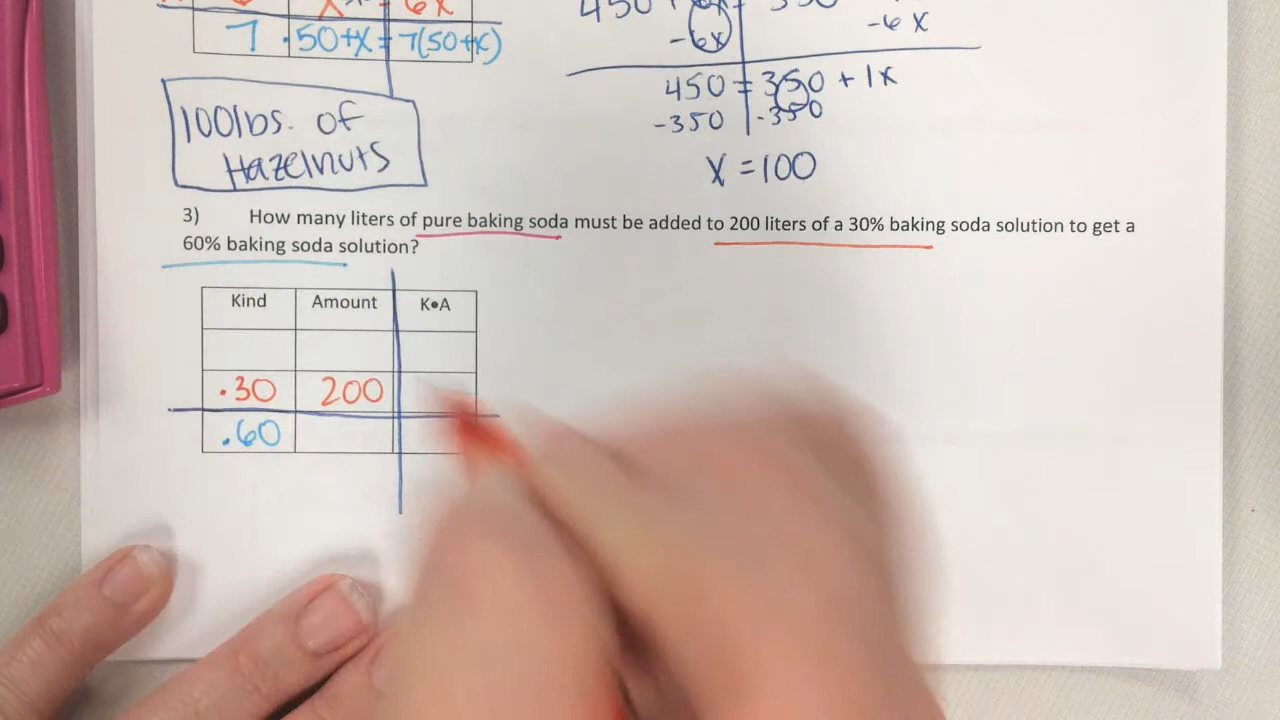 7 · 50+x = 7(50+x)
-6x
-6x
450 = 350 + 1x
-350 -350
x = 100
100lbs. of
Hazelnuts
3) How many liters of pure baking soda must be added to 200 liters of a 30% baking soda solution to get a
60% baking soda solution?
Kind Amount K•A
.30 200
.60